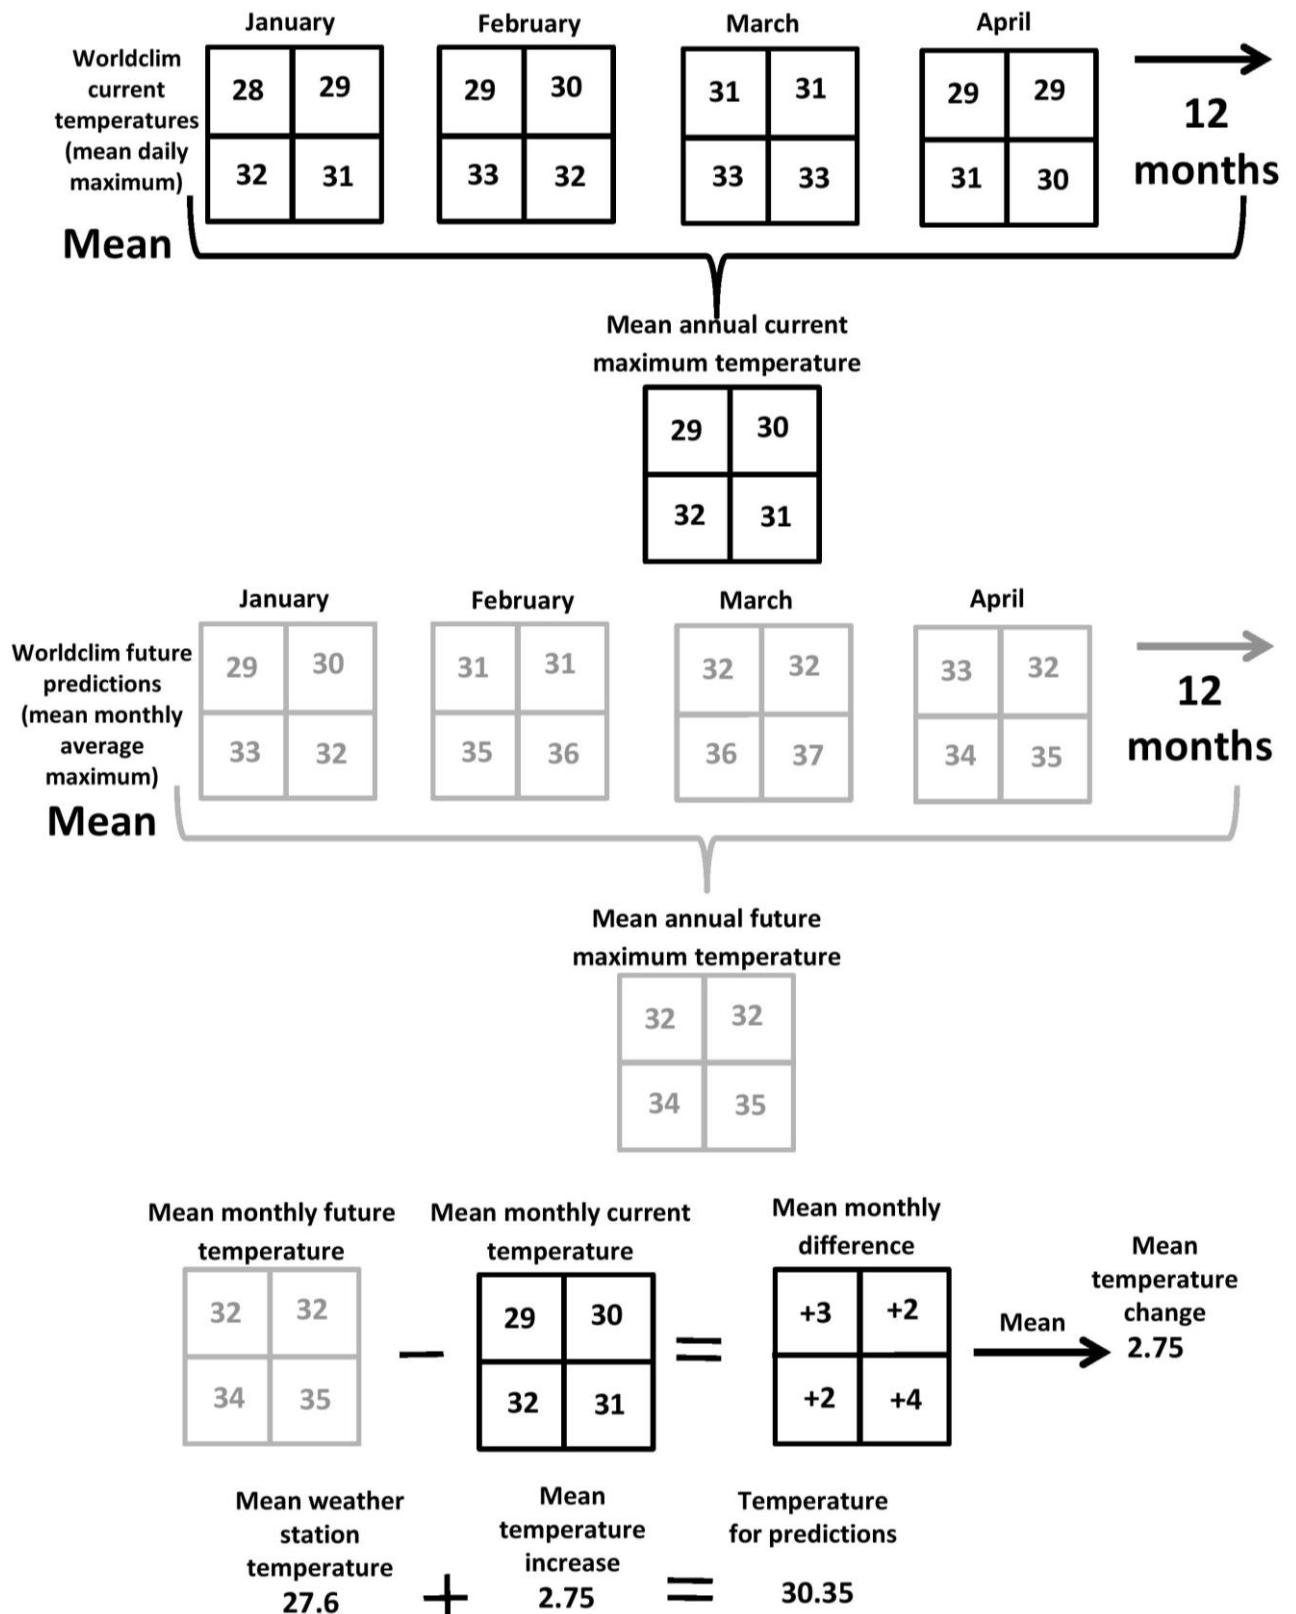 January February March April
Worldclim
current
temperatures
(mean daily
maximum)
28 29 29 30 31 31 29 29
32 31 33 32 33 33 31 30
12
months
Mean
Mean annual current
maximum temperature
29 30
32 31
January February March April
Worldclim future
predictions
(mean monthly
average
maximum)
29 30 31 31 32 32 33 32
33 32 35 36 36 37 34 35
12
months
Mean
Mean annual future
maximum temperature
32 32
34 35
Mean monthly future
temperature
32 32
34 35
−
Mean monthly current
temperature
29 30
32 31
=
Mean monthly
difference
+3 +2
+2 +4
Mean
Mean
temperature
change
2.75
Mean weather
station
temperature
27.6
+
Mean
temperature
increase
2.75
=
Temperature
for predictions
30.35